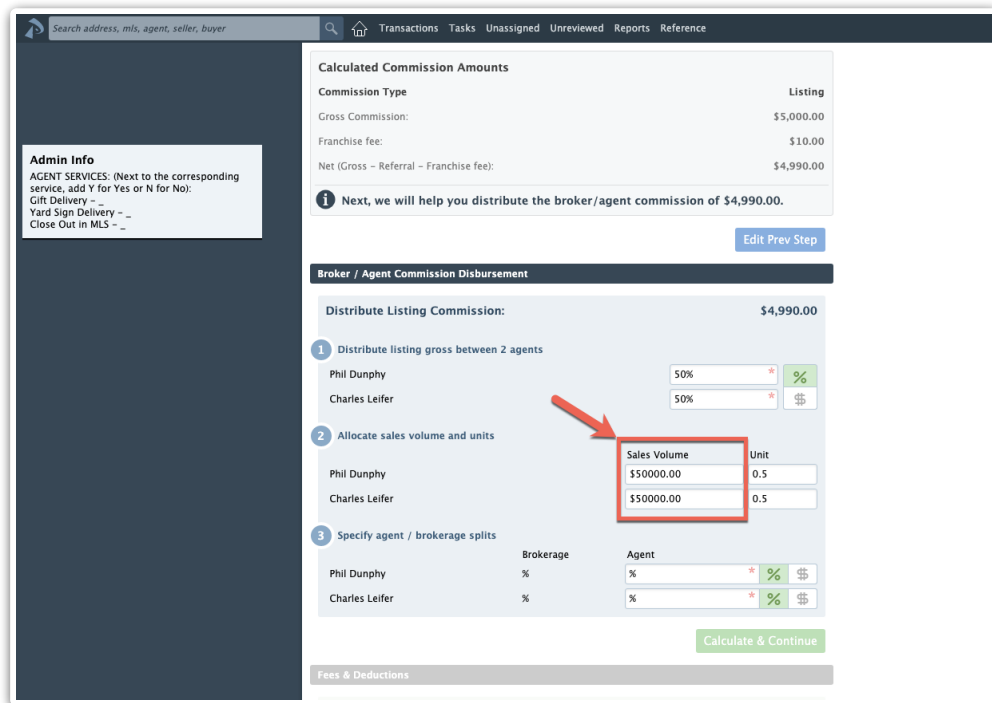 Search address, mls, agent, seller, buyer
Transactions Tasks Unassigned Unreviewed Reports Reference
Admin Info
AGENT SERVICES: (Next to the corresponding
service, add Y for Yes or N for No):
Gift Delivery – _
Yard Sign Delivery – _
Close Out in MLS – _
Calculated Commission Amounts
Commission Type Listing
Gross Commission: $5,000.00
Franchise fee: $10.00
Net (Gross – Referral – Franchise fee): $4,990.00
i Next, we will help you distribute the broker/agent commission of $4,990.00.
Edit Prev Step
Broker / Agent Commission Disbursement
Distribute Listing Commission: $4,990.00
1 Distribute listing gross between 2 agents
Phil Dunphy 50% * %
Charles Leifer 50% * $
2 Allocate sales volume and units
Sales Volume Unit
Phil Dunphy $50000.00 0.5
Charles Leifer $50000.00 0.5
3 Specify agent / brokerage splits
Brokerage Agent
Phil Dunphy % % * % $
Charles Leifer % % * % $
Calculate & Continue
Fees & Deductions